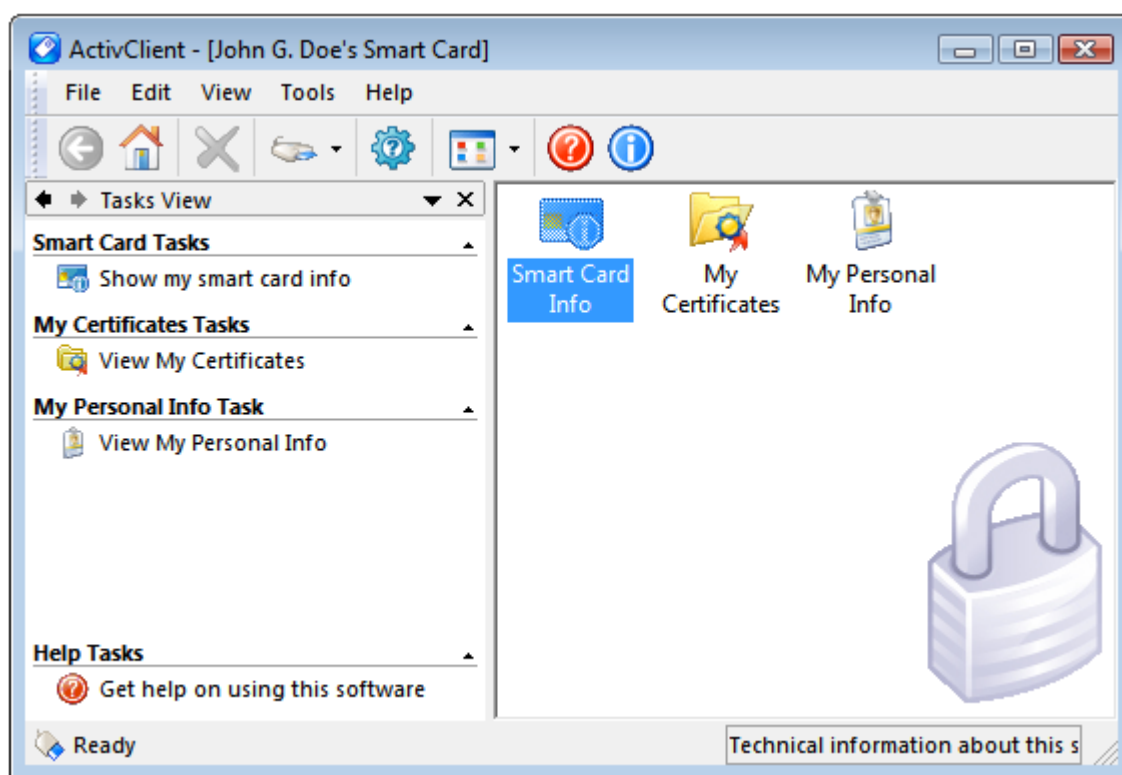 ActivClient - [John G. Doe's Smart Card]
File Edit View Tools Help
Tasks View
Smart Card Tasks
Show my smart card info
My Certificates Tasks
View My Certificates
My Personal Info Task
View My Personal Info
Help Tasks
Get help on using this software
Smart Card
Info
My
Certificates
My Personal
Info
Ready
Technical information about this s